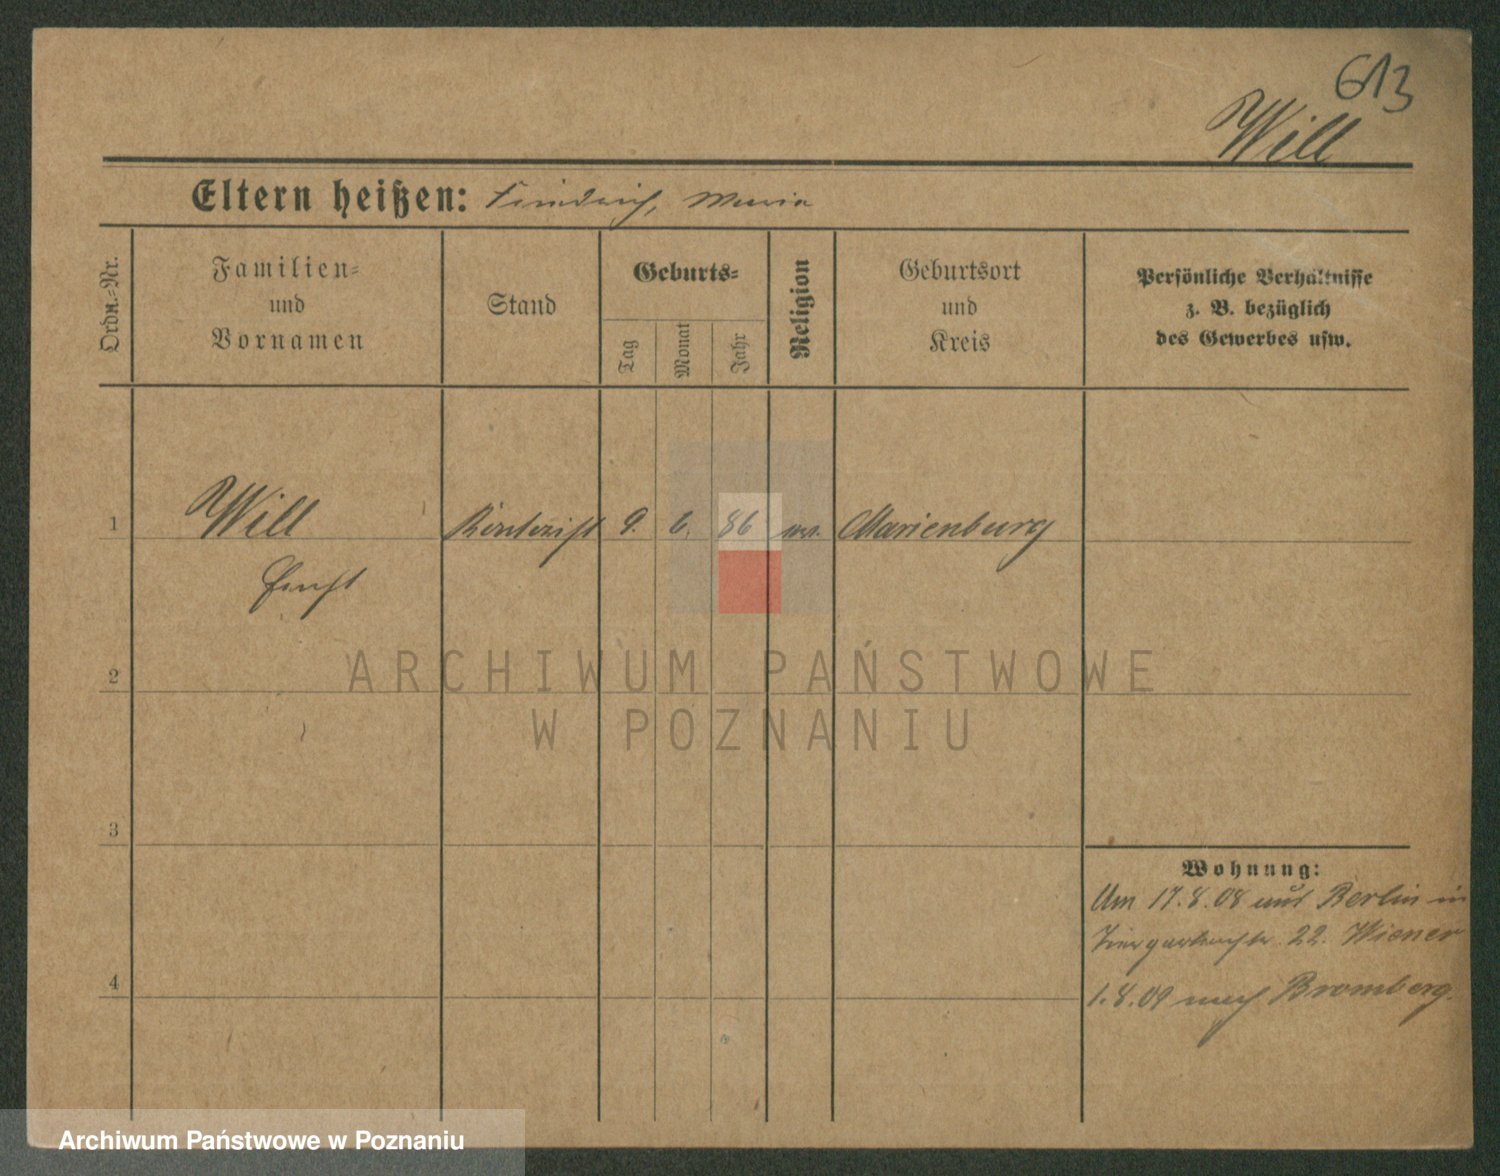 613
Will
Eltern heißen: Friedrich, Maria
Ordn.-Nr.
Familien-
und
Vornamen
Stand
Geburts-
Tag
Monat
Jahr
Religion
Geburtsort
und
Kreis
Persönliche Verhältnisse
z. B. bezüglich
des Gewerbes usw.
1
Will
9. 6. 86
Marienburg
Ernst
2
ARCHIWUM PAŃSTWOWE
W POZNANIU
3
Wohnung:
Am 17.8.08 aus Berlin in
22. Wiener
4
1.8.09 nach Bromberg.
Archiwum Państwowe w Poznaniu